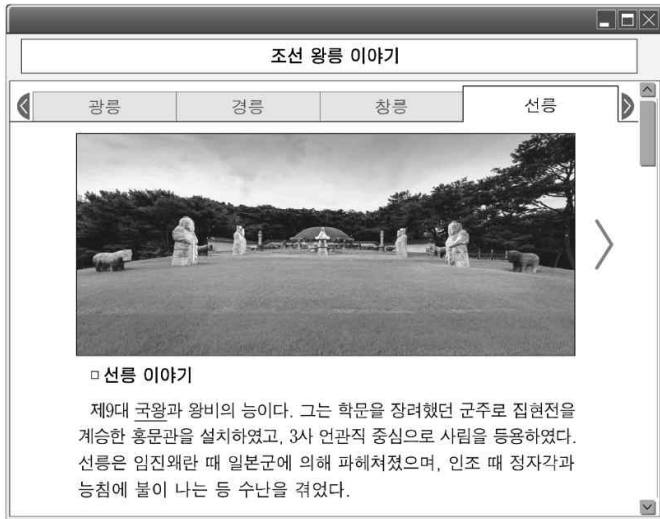 조선 왕릉 이야기
광릉 경릉 창릉 선릉
□ 선릉 이야기
제9대 국왕과 왕비의 능이다. 그는 학문을 장려했던 군주로 집현전을
계승한 홍문관을 설치하였고, 3사 언관직 중심으로 사림을 등용하였다.
선릉은 임진왜란 때 일본군에 의해 파헤쳐졌으며, 인조 때 정자각과
능침에 불이 나는 등 수난을 겪었다.